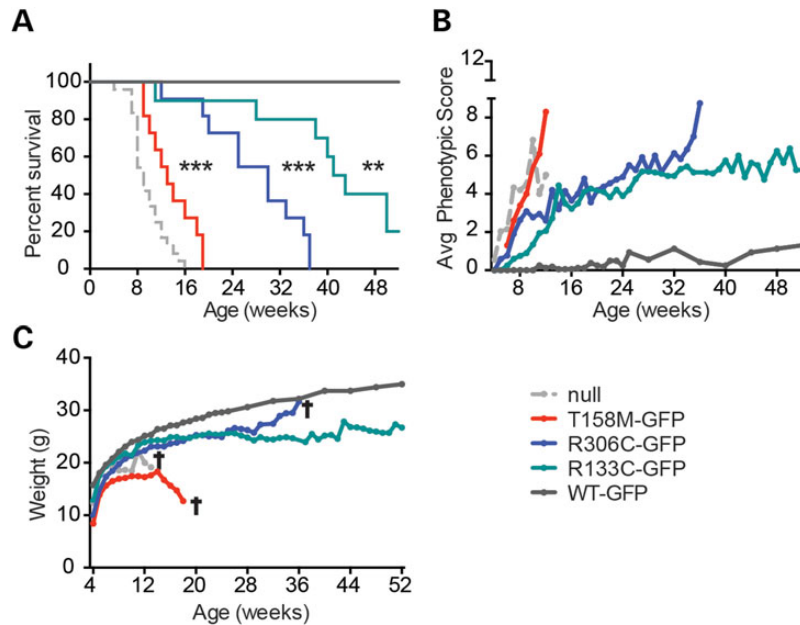 A
Percent survival
100
80
60
40
20
0
***
***
**
0 8 16 24 32 40 48
Age (weeks)
B
Avg Phenotypic Score
12
8
6
4
2
0
8 16 24 32 40 48
Age (weeks)
C
Weight (g)
40
30
20
10
0
†
†
†
4 12 20 28 36 44 52
Age (weeks)
null
T158M-GFP
R306C-GFP
R133C-GFP
WT-GFP